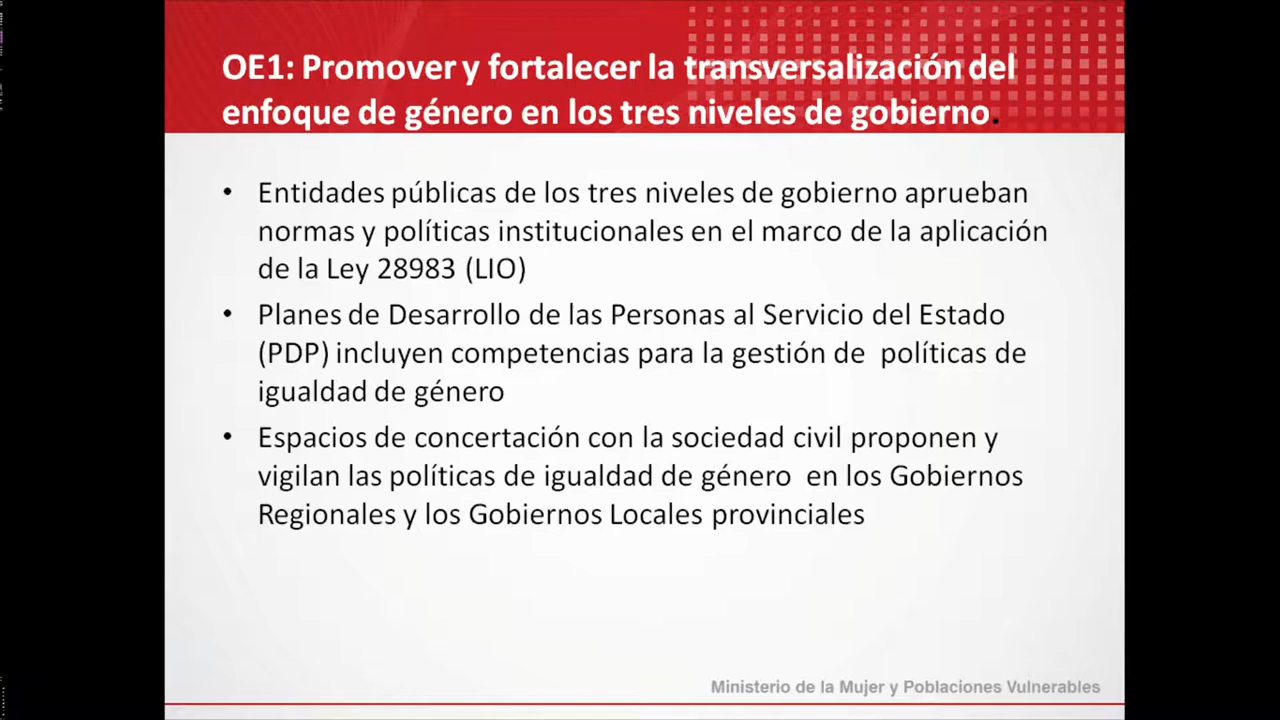 OE1: Promover y fortalecer la transversalización del
enfoque de género en los tres niveles de gobierno.
• Entidades públicas de los tres niveles de gobierno aprueban
normas y políticas institucionales en el marco de la aplicación
de la Ley 28983 (LIO)
• Planes de Desarrollo de las Personas al Servicio del Estado
(PDP) incluyen competencias para la gestión de políticas de
igualdad de género
• Espacios de concertación con la sociedad civil proponen y
vigilan las políticas de igualdad de género en los Gobiernos
Regionales y los Gobiernos Locales provinciales
Ministerio de la Mujer y Poblaciones Vulnerables